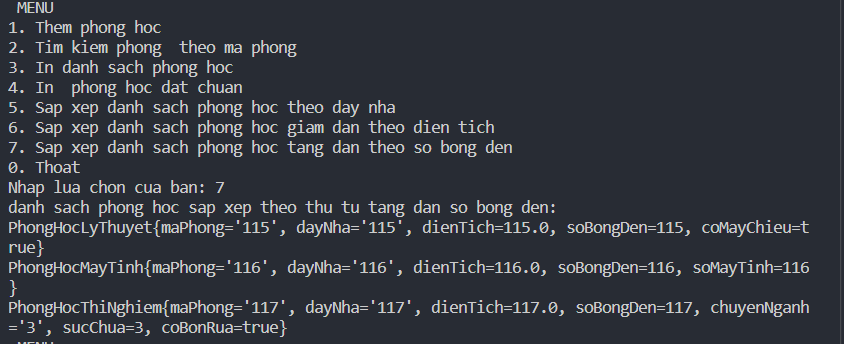 MENU
1. Them phong hoc
2. Tim kiem phong  theo ma phong
3. In danh sach phong hoc
4. In  phong hoc dat chuan
5. Sap xep danh sach phong hoc theo day nha
6. Sap xep danh sach phong hoc giam dan theo dien tich
7. Sap xep danh sach phong hoc tang dan theo so bong den
0. Thoat
Nhap lua chon cua ban: 7
danh sach phong hoc sap xep theo thu tu tang dan so bong den:
PhongHocLyThuyet{maPhong='115', dayNha='115', dienTich=115.0, soBongDen=115, coMayChieu=t
rue}
PhongHocMayTinh{maPhong='116', dayNha='116', dienTich=116.0, soBongDen=116, soMayTinh=116
}
PhongHocThiNghiem{maPhong='117', dayNha='117', dienTich=117.0, soBongDen=117, chuyenNganh
='3', sucChua=3, coBonRua=true}
MENU